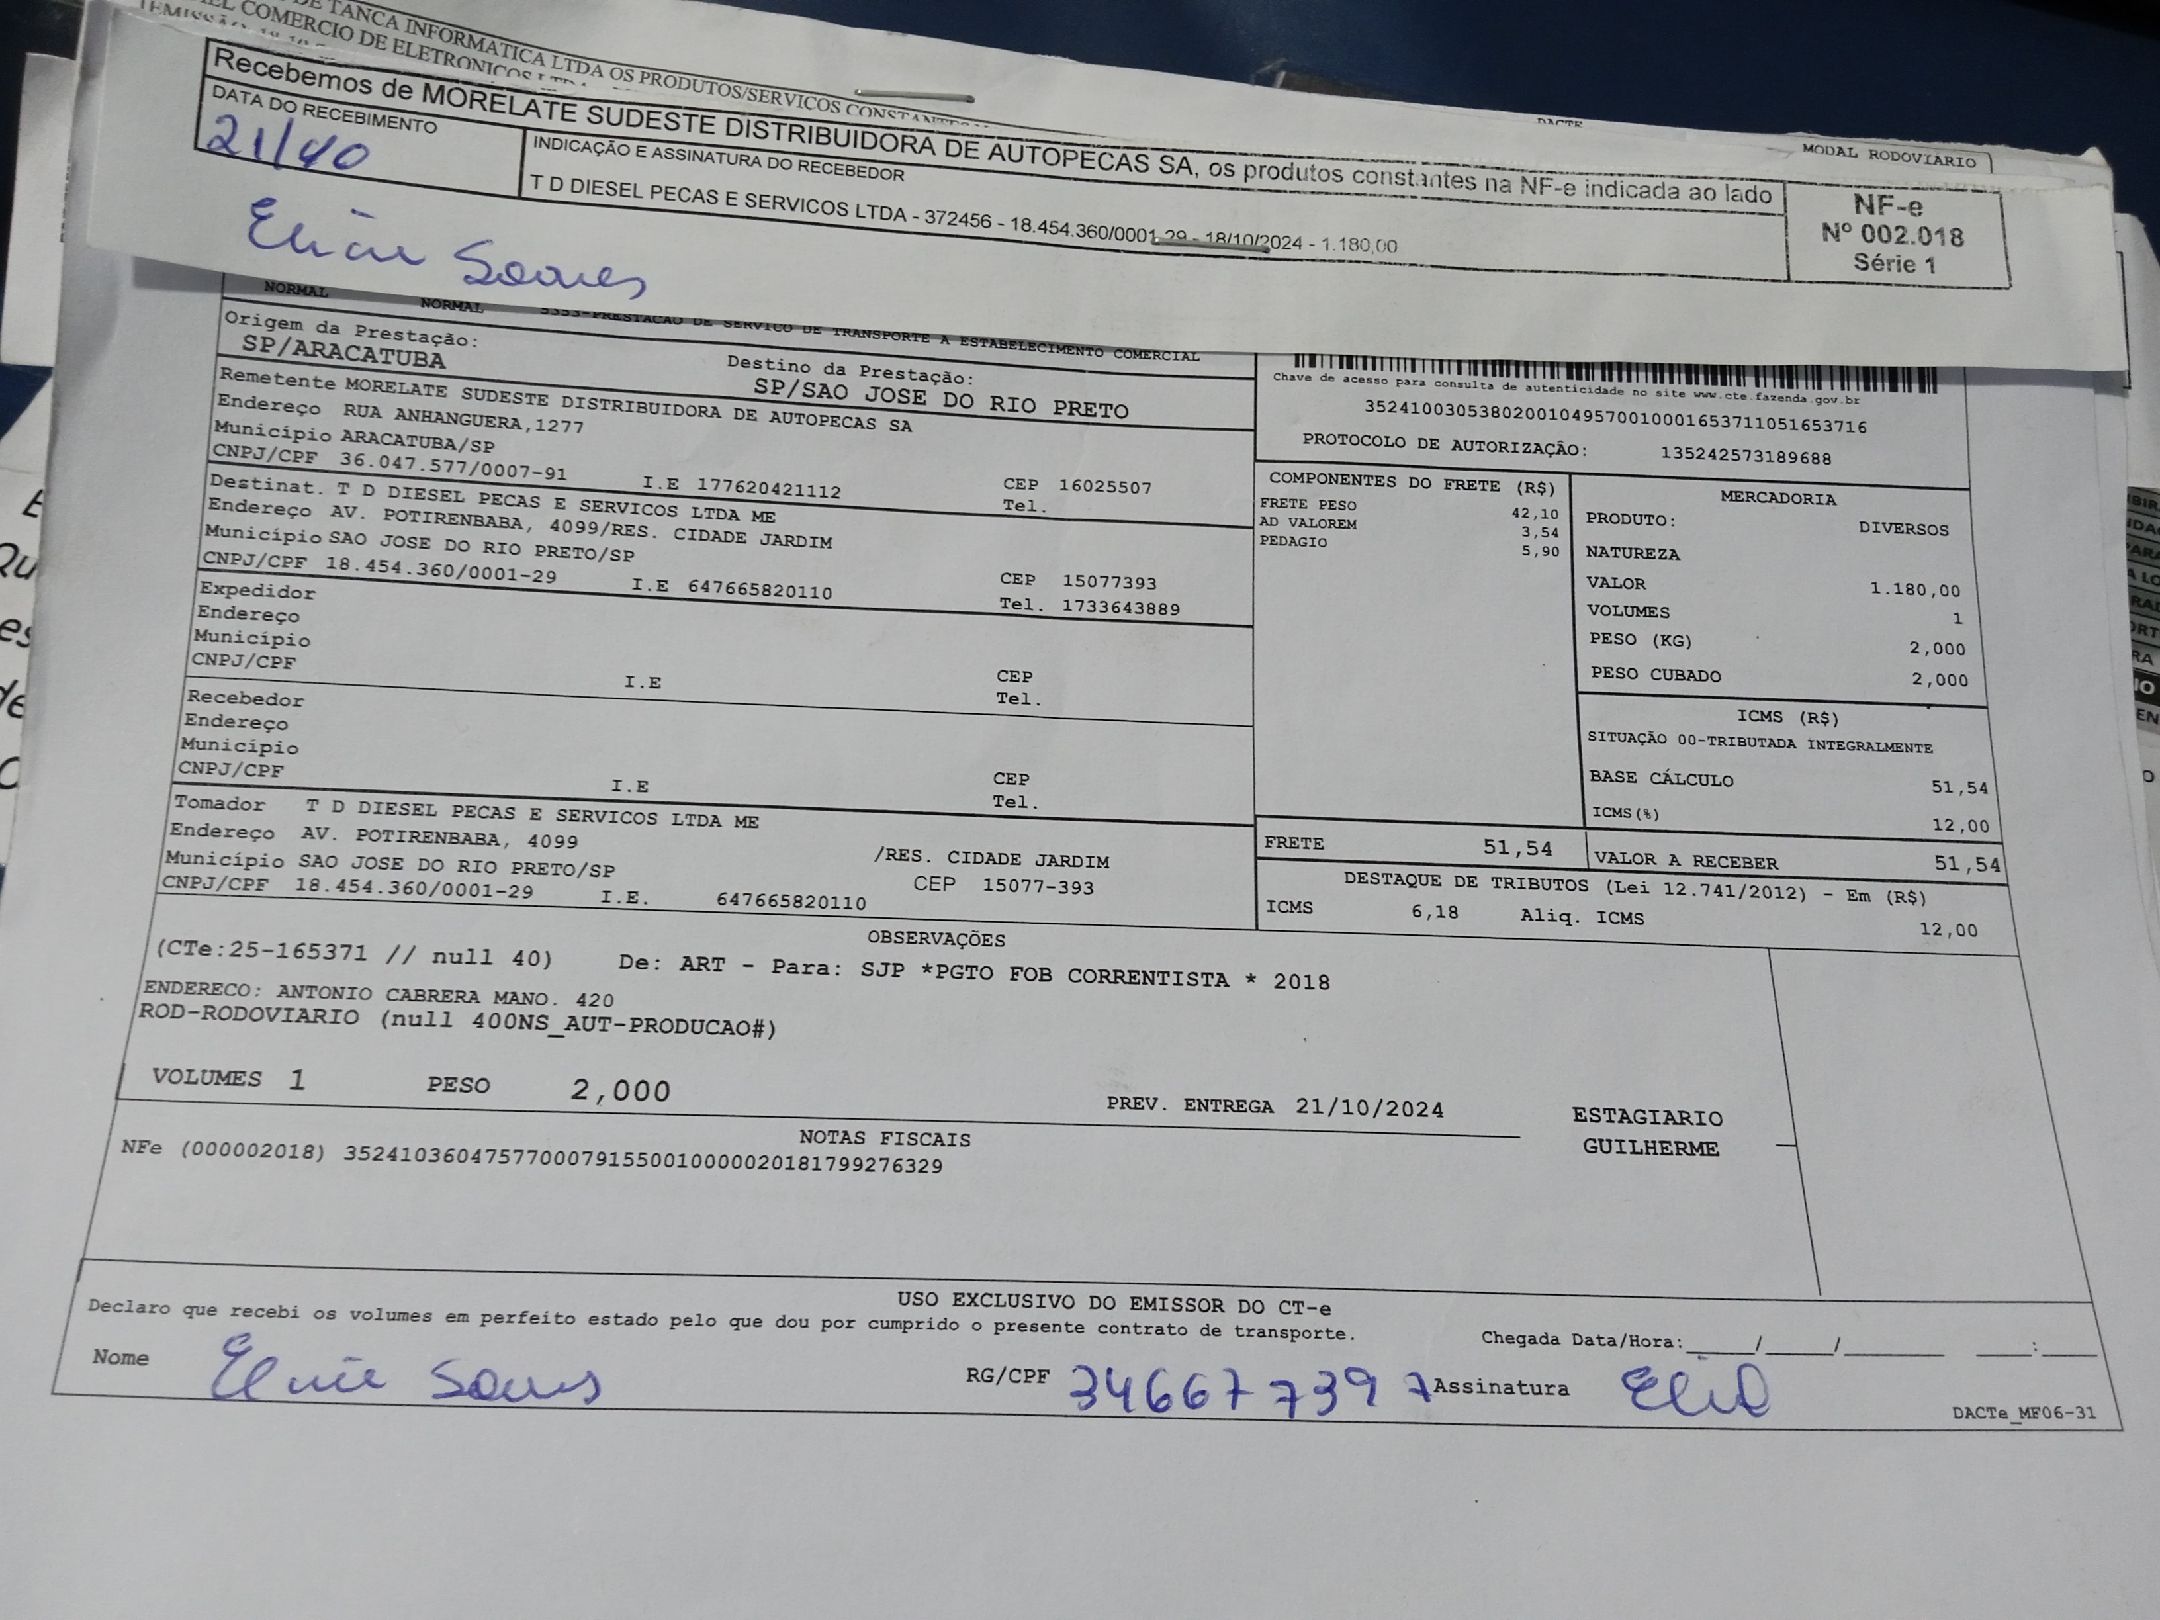 DE TANCA INFORMATICA LTDA OS PRODUTOS/SERVICOS CONSTANTES
EL COMERCIO DE ELETRONICOS LTDA
DACTE
MODAL RODOVIARIO
Recebemos de MORELATE SUDESTE DISTRIBUIDORA DE AUTOPECAS SA, os produtos constantes na NF-e indicada ao lado
DATA DO RECEBIMENTO
21/10
INDICAÇÃO E ASSINATURA DO RECEBEDOR
T D DIESEL PECAS E SERVICOS LTDA - 372456 - 18.454.360/0001-29 - 18/10/2024 - 1.180,00
NF-e
Nº 002.018
Série 1
Soares
NORMAL NORMAL 5353-PRESTACAO DE SERVICO DE TRANSPORTE A ESTABELECIMENTO COMERCIAL
Origem da Prestação:
SP/ARACATUBA
Destino da Prestação:
SP/SAO JOSE DO RIO PRETO
Remetente MORELATE SUDESTE DISTRIBUIDORA DE AUTOPECAS SA
Endereço RUA ANHANGUERA,1277
Município ARACATUBA/SP
CNPJ/CPF 36.047.577/0007-91 I.E 177620421112 CEP 16025507
Tel.
Destinat. T D DIESEL PECAS E SERVICOS LTDA ME
Endereço AV. POTIRENBABA, 4099/RES. CIDADE JARDIM
Município SAO JOSE DO RIO PRETO/SP
CNPJ/CPF 18.454.360/0001-29 I.E 647665820110 CEP 15077393
Tel. 1733643889
Expedidor
Endereço
Município
CNPJ/CPF I.E CEP
Tel.
Recebedor
Endereço
Município
CNPJ/CPF I.E CEP
Tel.
Tomador T D DIESEL PECAS E SERVICOS LTDA ME
Endereço AV. POTIRENBABA, 4099 /RES. CIDADE JARDIM
Município SAO JOSE DO RIO PRETO/SP CEP 15077-393
CNPJ/CPF 18.454.360/0001-29 I.E. 647665820110
Chave de acesso para consulta de autenticidade no site www.cte.fazenda.gov.br
35241003053802001049570010001653711051653716
PROTOCOLO DE AUTORIZAÇÃO: 135242573189688
COMPONENTES DO FRETE (R$)
FRETE PESO 42,10
AD VALOREM 3,54
PEDAGIO 5,90
MERCADORIA
PRODUTO: DIVERSOS
NATUREZA
VALOR 1.180,00
VOLUMES 1
PESO (KG) 2,000
PESO CUBADO 2,000
ICMS (R$)
SITUAÇÃO 00-TRIBUTADA INTEGRALMENTE
BASE CÁLCULO 51,54
ICMS(%) 12,00
FRETE 51,54 VALOR A RECEBER 51,54
DESTAQUE DE TRIBUTOS (Lei 12.741/2012) - Em (R$)
ICMS 6,18 Aliq. ICMS 12,00
OBSERVAÇÕES
(CTe:25-165371 // null 40) De: ART - Para: SJP *PGTO FOB CORRENTISTA * 2018
ENDERECO: ANTONIO CABRERA MANO. 420
ROD-RODOVIARIO (null 400NS_AUT-PRODUCAO#)
VOLUMES 1 PESO 2,000 PREV. ENTREGA 21/10/2024
ESTAGIARIO
GUILHERME
NOTAS FISCAIS
NFe (000002018) 35241036047577000791550010000020181799276329
USO EXCLUSIVO DO EMISSOR DO CT-e
Declaro que recebi os volumes em perfeito estado pelo que dou por cumprido o presente contrato de transporte.
Chegada Data/Hora:_____/_____/_______ ____:____
Nome RG/CPF 346677397 Assinatura
DACTe_MF06-31